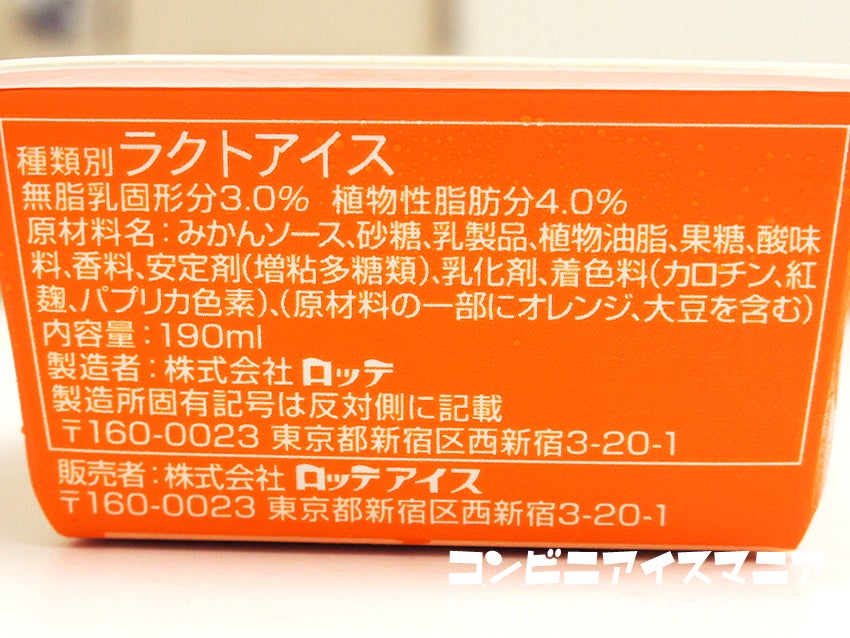 種類別ラクトアイス
無脂乳固形分3.0% 植物性脂肪分4.0%
原材料名：みかんソース、砂糖、乳製品、植物油脂、果糖、酸味
料、香料、安定剤(増粘多糖類)、乳化剤、着色料(カロチン、紅
麹、パプリカ色素)、(原材料の一部にオレンジ、大豆を含む)
内容量：190ml
製造者：株式会社ロッテ
製造所固有記号は反対側に記載
〒160-0023 東京都新宿区西新宿3-20-1
販売者：株式会社ロッテアイス
〒160-0023 東京都新宿区西新宿3-20-1
コンビニアイスマニア